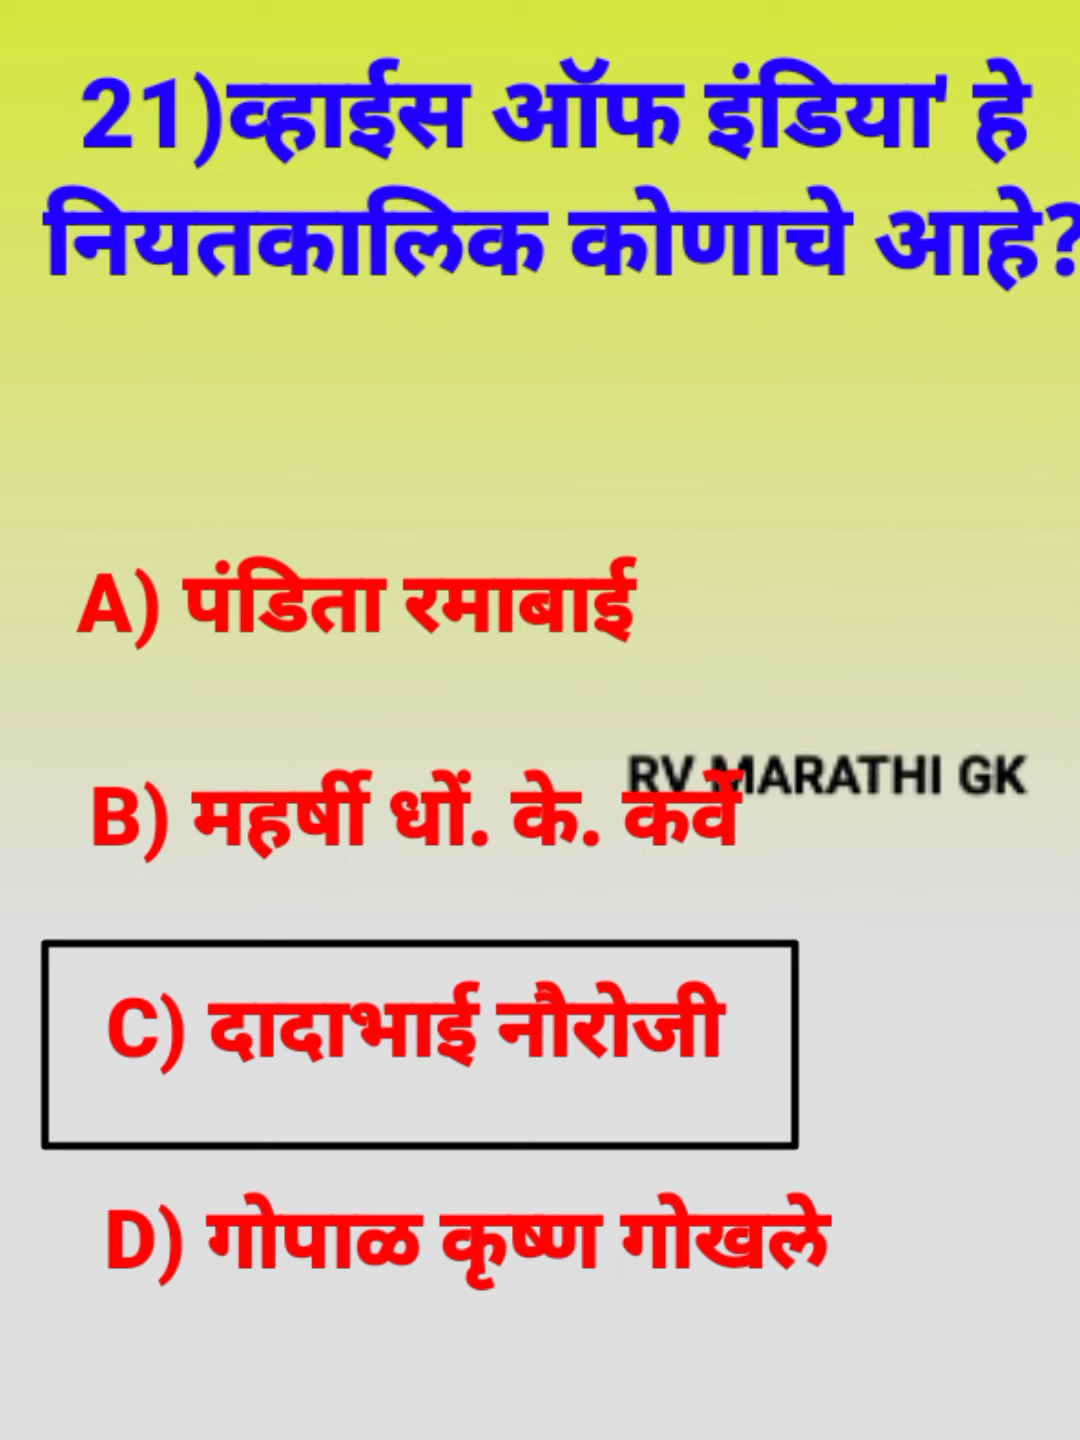 21)व्हाईस ऑफ इंडिया' हे
नियतकालिक कोणाचे आहे?
A) पंडिता रमाबाई
RV MARATHI GK
B) महर्षी धों. के. कर्वे
C) दादाभाई नौरोजी
D) गोपाळ कृष्ण गोखले